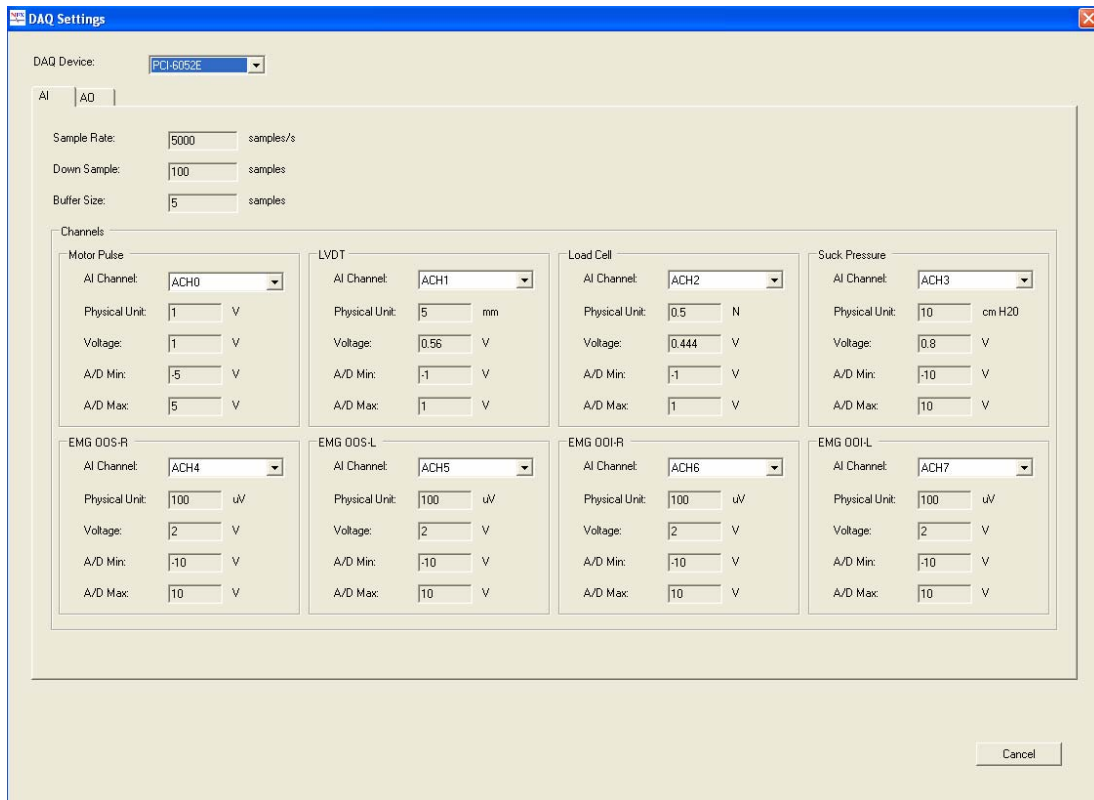 DAQ Settings
DAQ Device: PCI-6052E
AI AO
Sample Rate: 5000 samples/s
Down Sample: 100 samples
Buffer Size: 5 samples
Channels
Motor Pulse LVDT Load Cell Suck Pressure
AI Channel: ACH0 AI Channel: ACH1 AI Channel: ACH2 AI Channel: ACH3
Physical Unit: 1 V Physical Unit: 5 mm Physical Unit: 0.5 N Physical Unit: 10 cm H20
Voltage: 1 V Voltage: 0.56 V Voltage: 0.444 V Voltage: 0.8 V
A/D Min: -5 V A/D Min: -1 V A/D Min: -1 V A/D Min: -10 V
A/D Max: 5 V A/D Max: 1 V A/D Max: 1 V A/D Max: 10 V
EMG OOS-R EMG OOS-L EMG OOI-R EMG OOI-L
AI Channel: ACH4 AI Channel: ACH5 AI Channel: ACH6 AI Channel: ACH7
Physical Unit: 100 uV Physical Unit: 100 uV Physical Unit: 100 uV Physical Unit: 100 uV
Voltage: 2 V Voltage: 2 V Voltage: 2 V Voltage: 2 V
A/D Min: -10 V A/D Min: -10 V A/D Min: -10 V A/D Min: -10 V
A/D Max: 10 V A/D Max: 10 V A/D Max: 10 V A/D Max: 10 V
Cancel